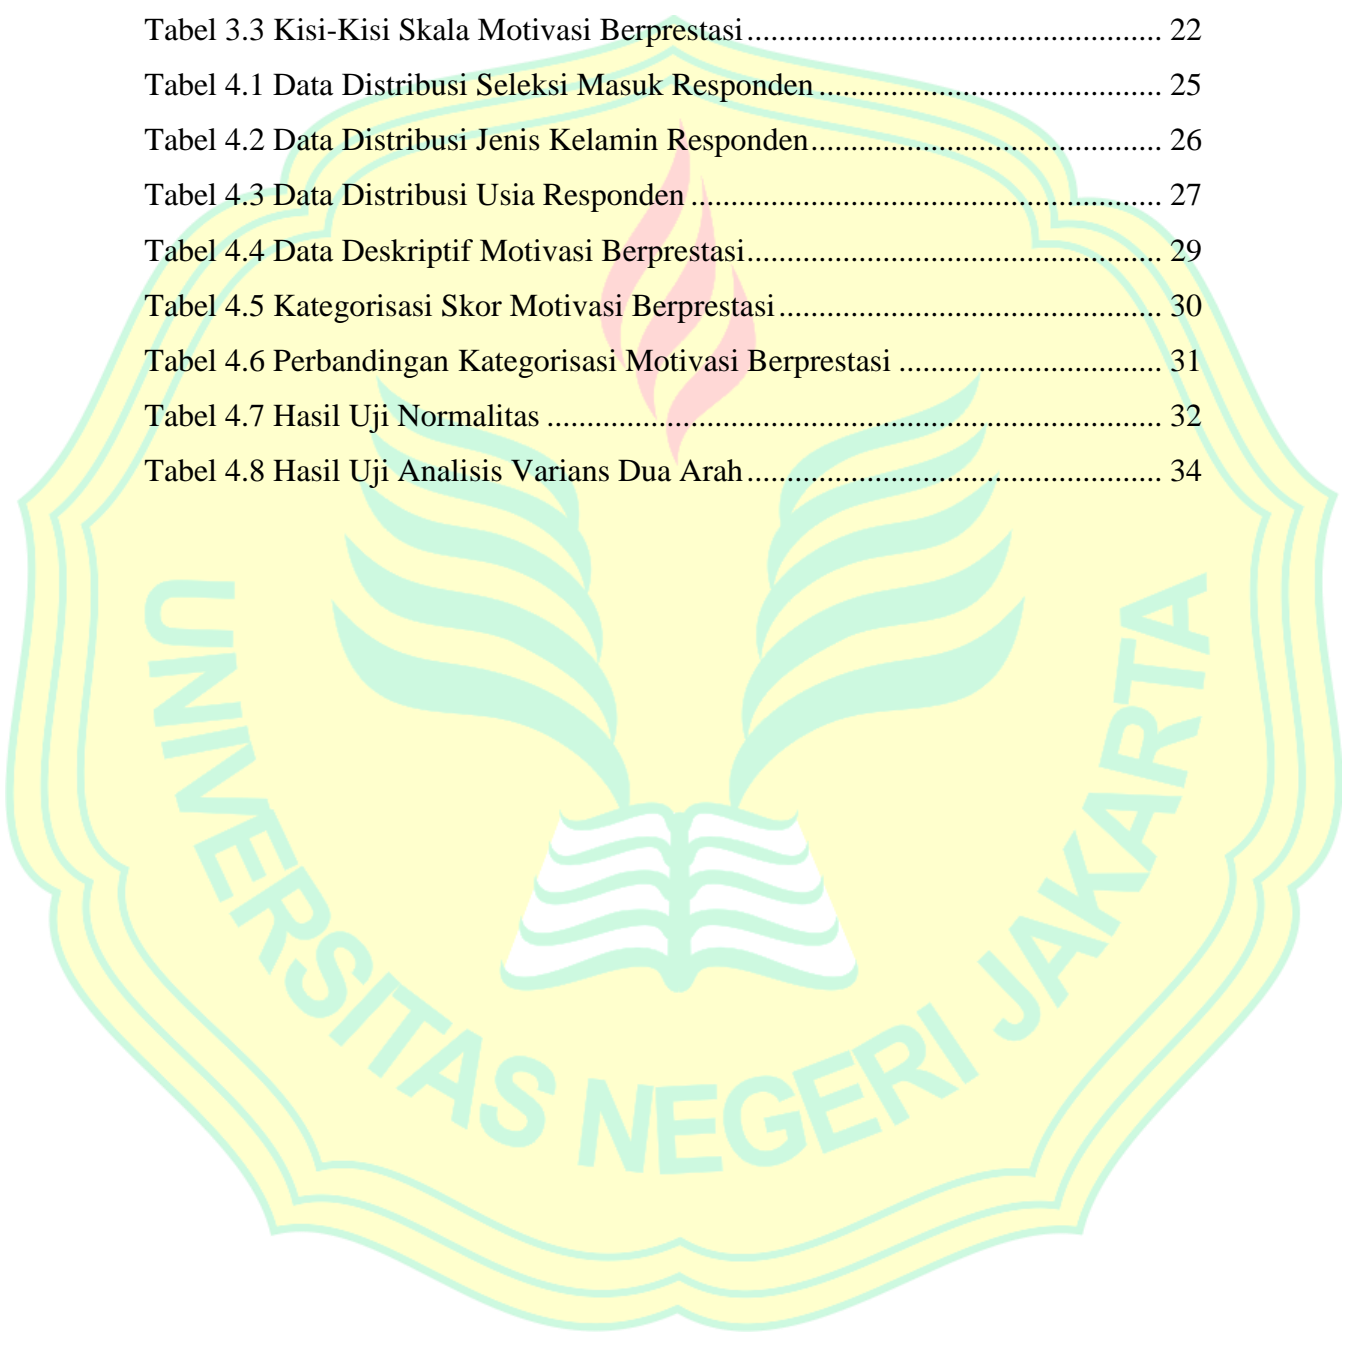 Tabel 3.3 Kisi-Kisi Skala Motivasi Berprestasi.................................................. 22
Tabel 4.1 Data Distribusi Seleksi Masuk Responden ......................................... 25
Tabel 4.2 Data Distribusi Jenis Kelamin Responden.......................................... 26
Tabel 4.3 Data Distribusi Usia Responden ........................................................ 27
Tabel 4.4 Data Deskriptif Motivasi Berprestasi.................................................. 29
Tabel 4.5 Kategorisasi Skor Motivasi Berprestasi .............................................. 30
Tabel 4.6 Perbandingan Kategorisasi Motivasi Berprestasi ................................ 31
Tabel 4.7 Hasil Uji Normalitas .......................................................................... 32
Tabel 4.8 Hasil Uji Analisis Varians Dua Arah.................................................. 34
UNIVERSITAS NEGERI JAKARTA